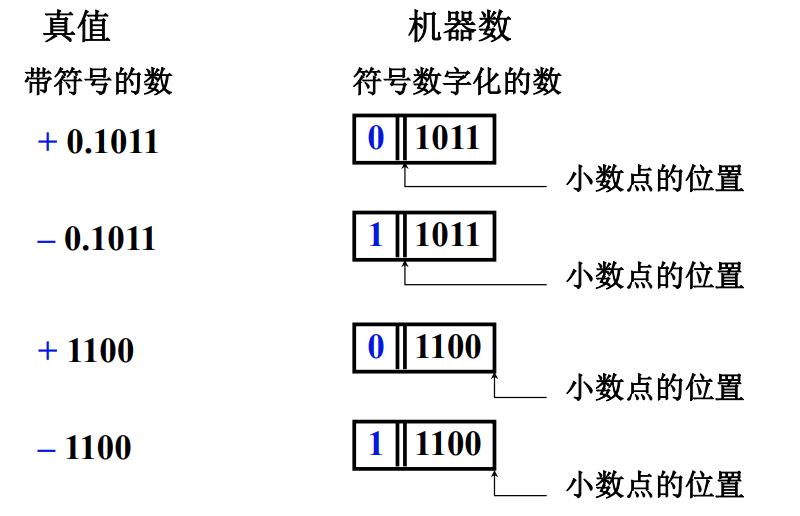 真值 机器数
带符号的数 符号数字化的数
+ 0.1011 0 1011
小数点的位置
– 0.1011 1 1011
小数点的位置
+ 1100 0 1100
小数点的位置
– 1100 1 1100
小数点的位置